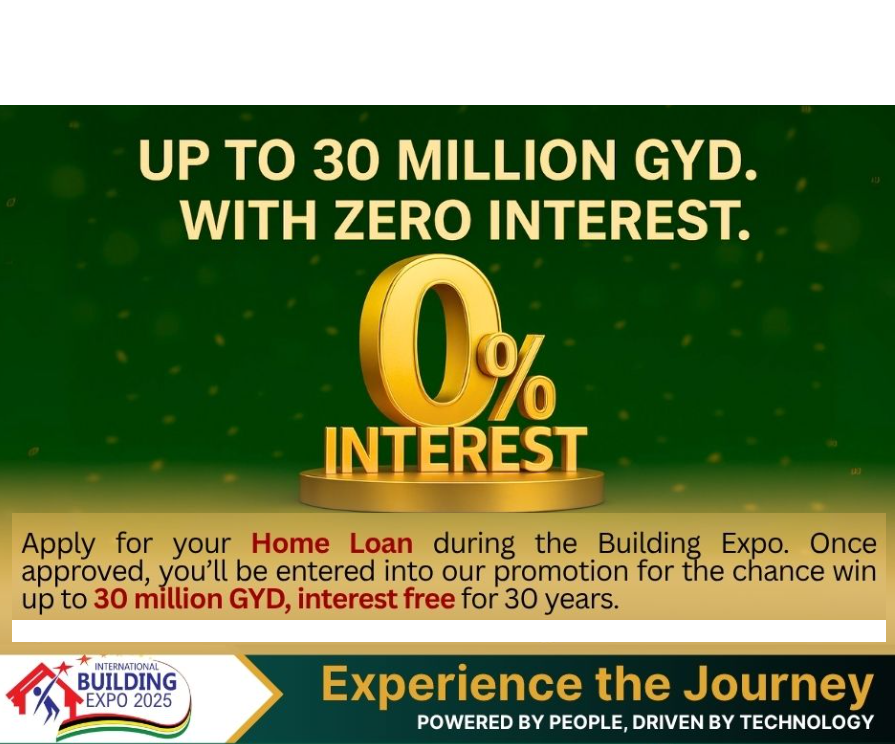 UP TO 30 MILLION GYD.
WITH ZERO INTEREST.
0%
INTEREST
Apply for your Home Loan during the Building Expo. Once
approved, you'll be entered into our promotion for the chance win
up to 30 million GYD, interest free for 30 years.
INTERNATIONAL
BUILDING
EXPO 2025
Experience the Journey
POWERED BY PEOPLE, DRIVEN BY TECHNOLOGY